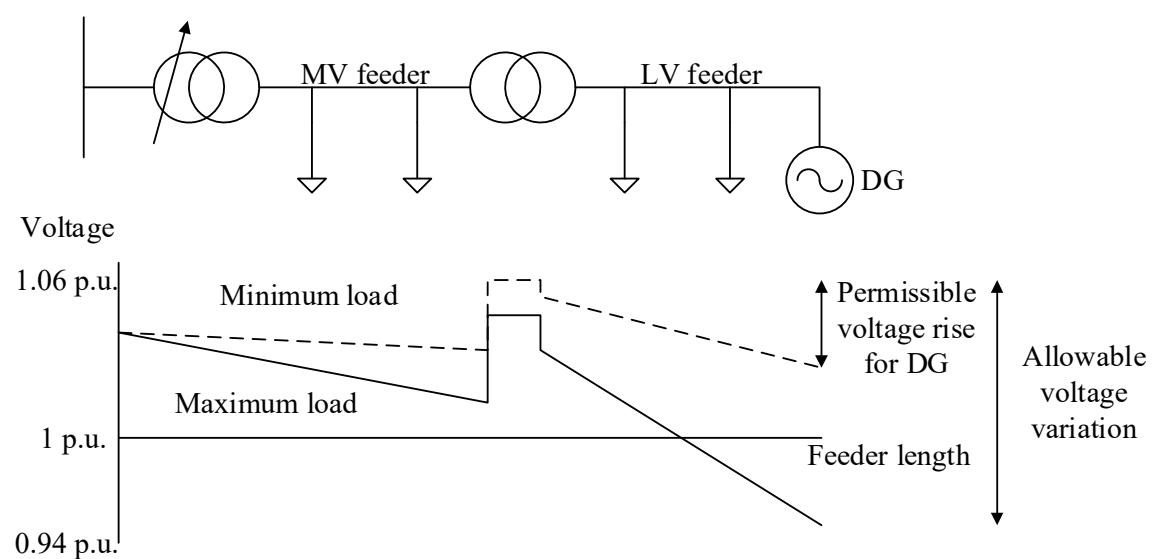 MV feeder
LV feeder
DG
Voltage
1.06 p.u.
Minimum load
Permissible
voltage rise
for DG
Allowable
voltage
variation
Maximum load
1 p.u.
Feeder length
0.94 p.u.